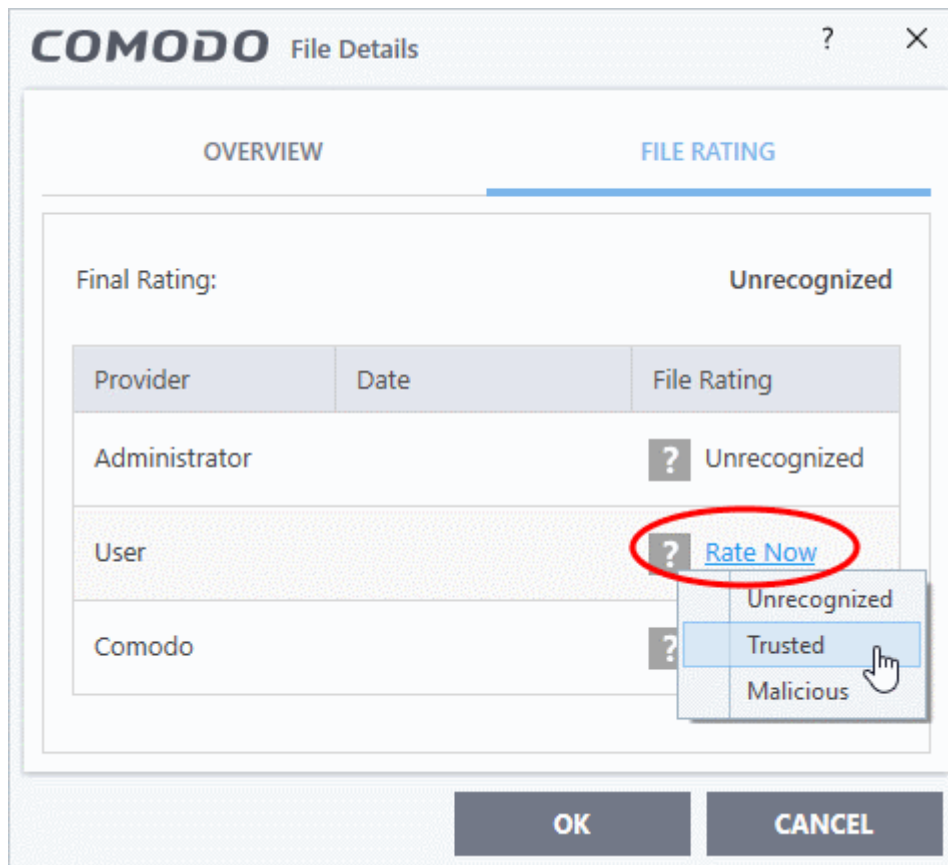 COMODO File Details ? ×
OVERVIEW FILE RATING
Final Rating: Unrecognized
Provider Date File Rating
Administrator ? Unrecognized
User ? Rate Now
Unrecognized
Comodo ? Trusted
Malicious
OK CANCEL